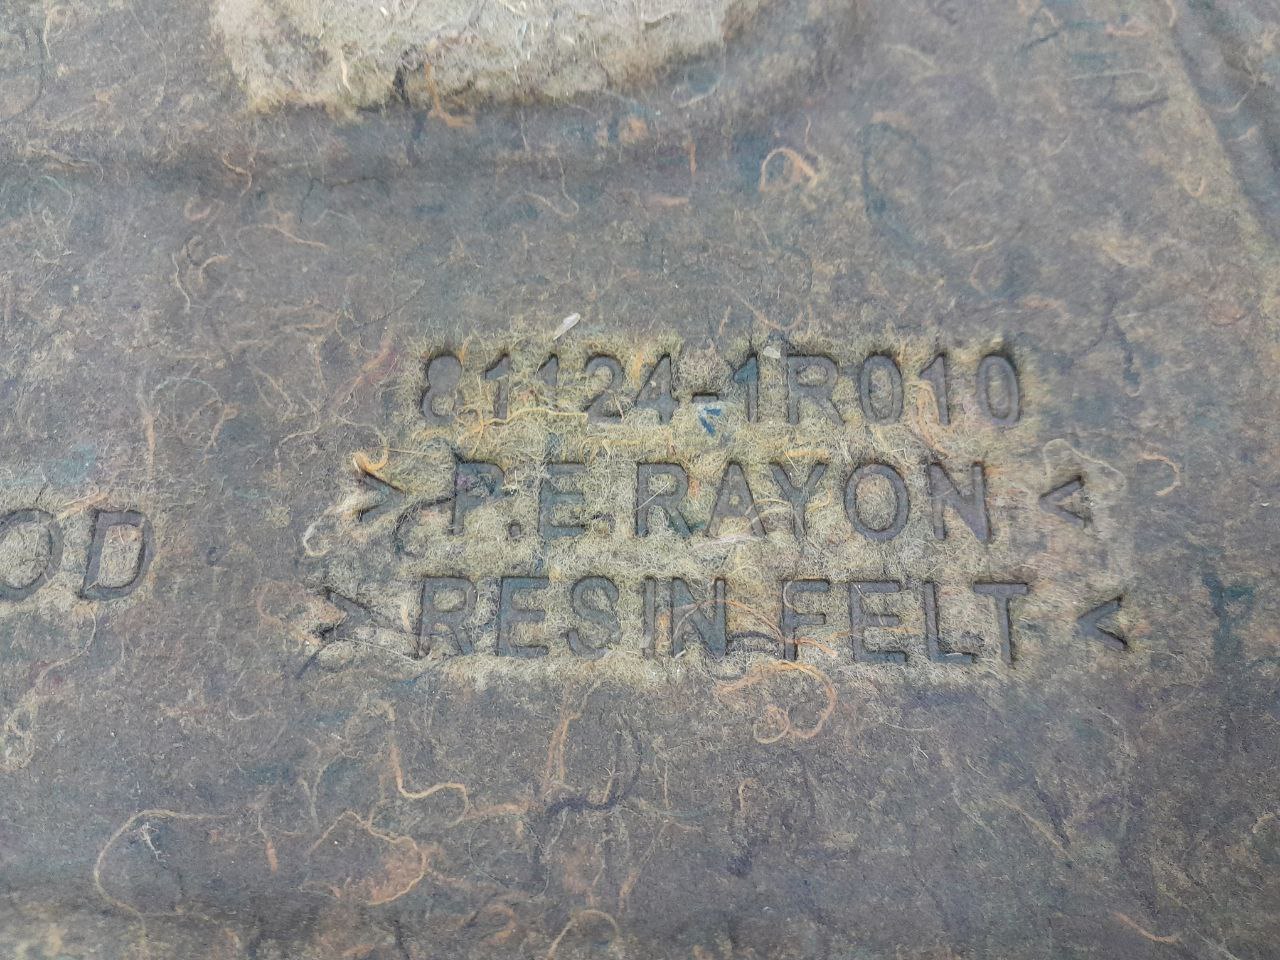 81124-1R010
>P.E.RAYON<
OD >RESIN FELT<